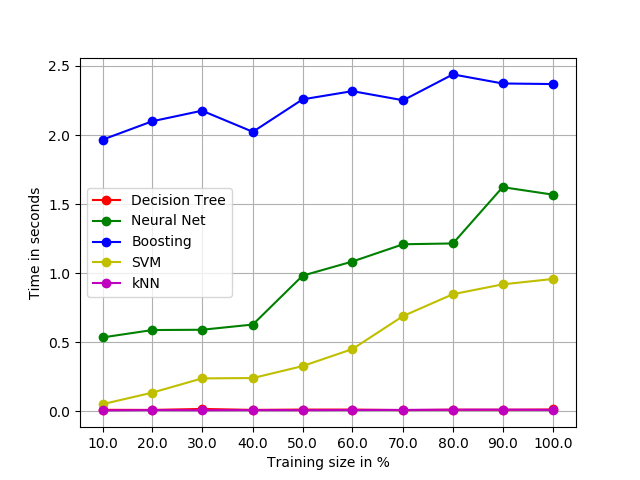 2.5
2.0
1.5
1.0
0.5
0.0
Time in seconds
Decision Tree
Neural Net
Boosting
SVM
kNN
10.0 20.0 30.0 40.0 50.0 60.0 70.0 80.0 90.0 100.0
Training size in %